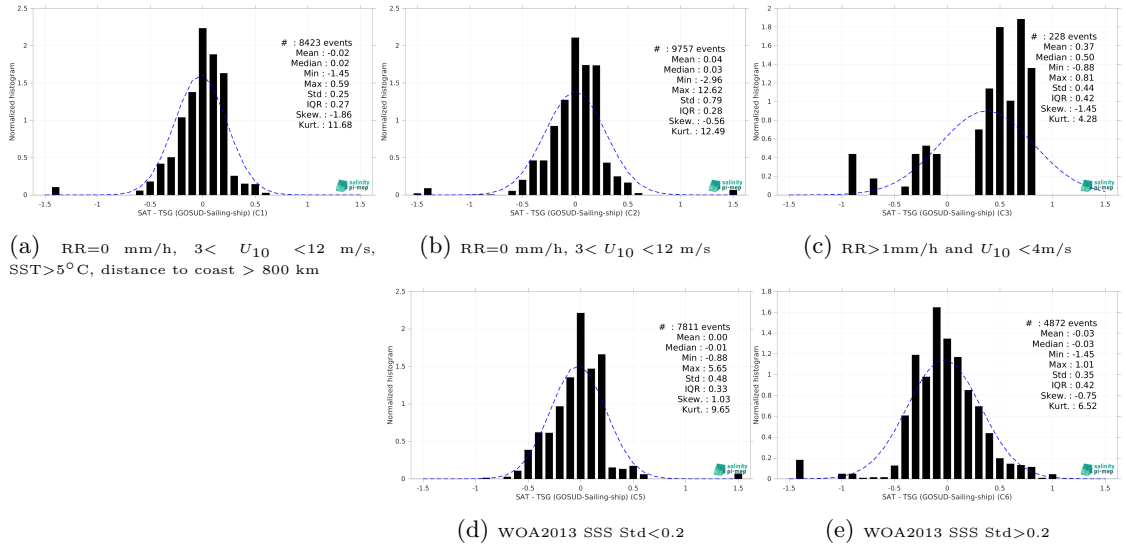 2.5
2
1.5
1
0.5
0
Normalized histogram
# : 8423 events
Mean : -0.02
Median : 0.02
Min : -1.45
Max : 0.59
Std : 0.25
IQR : 0.27
Skew. : -1.86
Kurt. : 11.68
salinity
pi-mep
-1.5 -1 -0.5 0 0.5 1 1.5
SAT - TSG (GOSUD-Sailing-ship) (C1)
(a) RR=0 mm/h, 3< U10 <12 m/s,
SST>5°C, distance to coast > 800 km
2.5
2
1.5
1
0.5
0
Normalized histogram
# : 9757 events
Mean : 0.04
Median : 0.03
Min : -2.96
Max : 12.62
Std : 0.79
IQR : 0.28
Skew. : -0.56
Kurt. : 12.49
salinity
pi-mep
-1.5 -1 -0.5 0 0.5 1 1.5
SAT - TSG (GOSUD-Sailing-ship) (C2)
(b) RR=0 mm/h, 3< U10 <12 m/s
2
1.8
1.6
1.4
1.2
1
0.8
0.6
0.4
0.2
0
Normalized histogram
# : 228 events
Mean : 0.37
Median : 0.50
Min : -0.88
Max : 0.81
Std : 0.44
IQR : 0.42
Skew. : -1.45
Kurt. : 4.28
salinity
pi-mep
-1.5 -1 -0.5 0 0.5 1 1.5
SAT - TSG (GOSUD-Sailing-ship) (C3)
(c) RR>1mm/h and U10 <4m/s
2.5
2
1.5
1
0.5
0
Normalized histogram
# : 7811 events
Mean : 0.00
Median : -0.01
Min : -0.88
Max : 5.65
Std : 0.48
IQR : 0.33
Skew. : 1.03
Kurt. : 9.65
salinity
pi-mep
-1.5 -1 -0.5 0 0.5 1 1.5
SAT - TSG (GOSUD-Sailing-ship) (C5)
(d) WOA2013 SSS Std<0.2
1.8
1.6
1.4
1.2
1
0.8
0.6
0.4
0.2
0
Normalized histogram
# : 4872 events
Mean : -0.03
Median : -0.03
Min : -1.45
Max : 1.01
Std : 0.35
IQR : 0.42
Skew. : -0.75
Kurt. : 6.52
salinity
pi-mep
-1.5 -1 -0.5 0 0.5 1 1.5
SAT - TSG (GOSUD-Sailing-ship) (C6)
(e) WOA2013 SSS Std>0.2